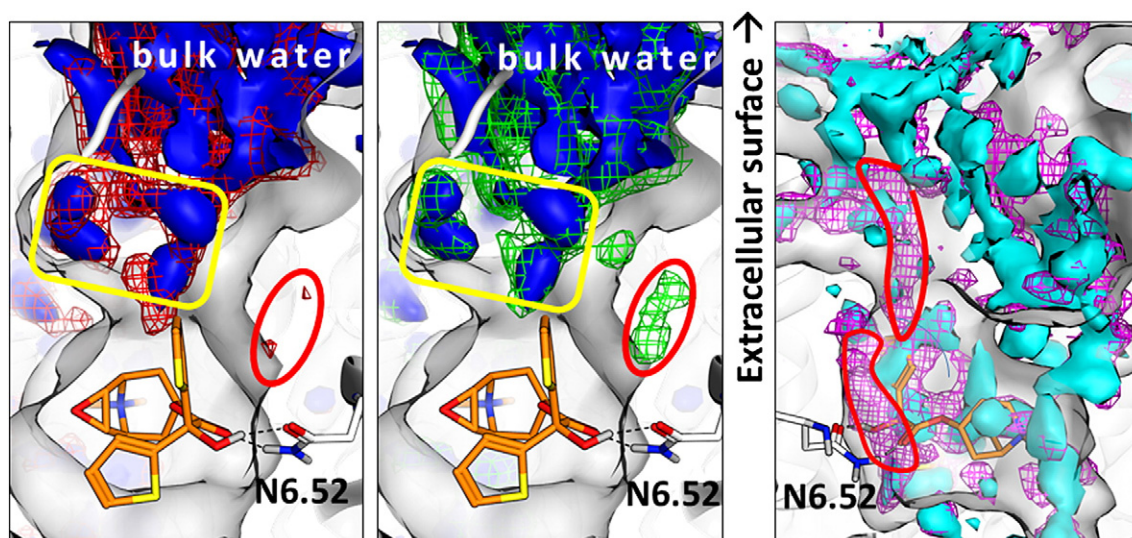 bulk water
bulk water
Extracellular surface →
N6.52
N6.52
N6.52